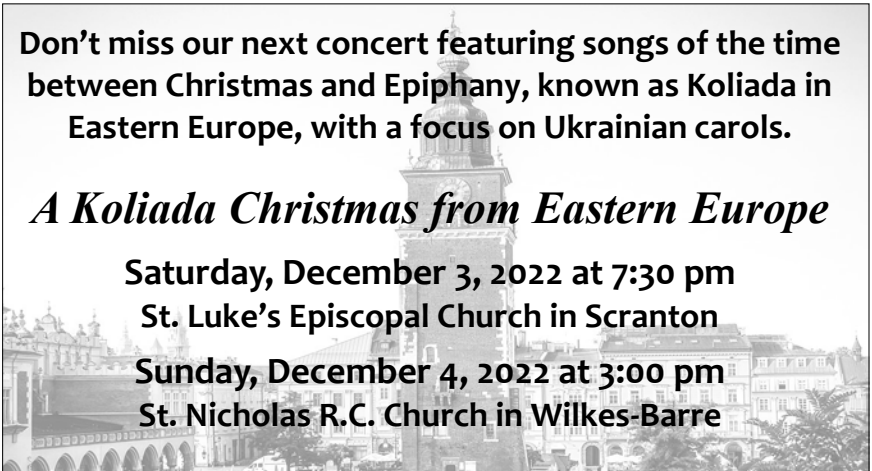 Don’t miss our next concert featuring songs of the time
between Christmas and Epiphany, known as Koliada in
Eastern Europe, with a focus on Ukrainian carols.
A Koliada Christmas from Eastern Europe
Saturday, December 3, 2022 at 7:30 pm
St. Luke’s Episcopal Church in Scranton
Sunday, December 4, 2022 at 3:00 pm
St. Nicholas R.C. Church in Wilkes-Barre